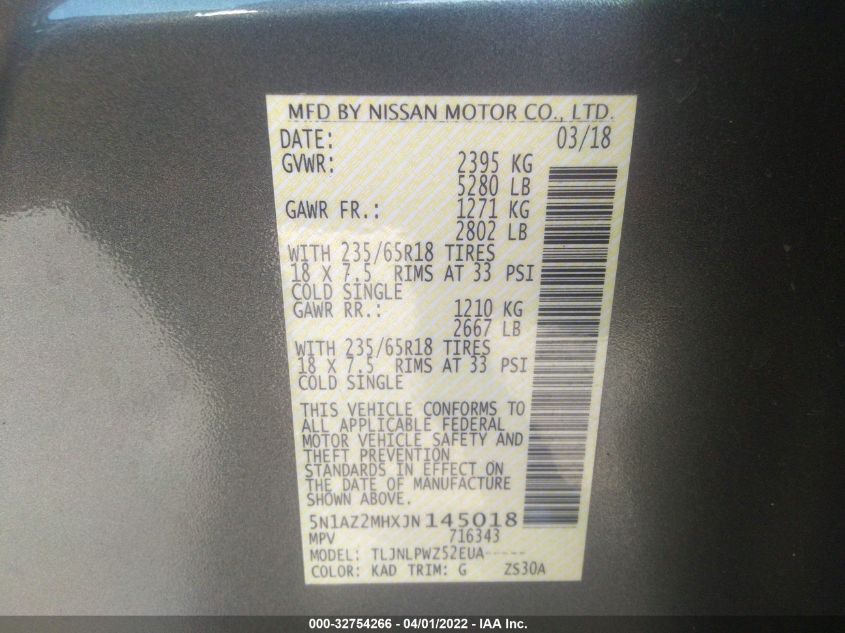 MFD BY NISSAN MOTOR CO., LTD.
DATE: 03/18
GVWR: 2395 KG
5280 LB
GAWR FR.: 1271 KG
2802 LB
WITH 235/65R18 TIRES
18 X 7.5 RIMS AT 33 PSI
COLD SINGLE
GAWR RR.: 1210 KG
2667 LB
WITH 235/65R18 TIRES
18 X 7.5 RIMS AT 33 PSI
COLD SINGLE
THIS VEHICLE CONFORMS TO
ALL APPLICABLE FEDERAL
MOTOR VEHICLE SAFETY AND
THEFT PREVENTION
STANDARDS IN EFFECT ON
THE DATE OF MANUFACTURE
SHOWN ABOVE.
5N1AZ2MHXJN145018
MPV 716343
MODEL: TLJNLPWZ52EUA-----
COLOR: KAD TRIM: G ZS30A
000-32754266 - 04/01/2022 - IAA Inc.